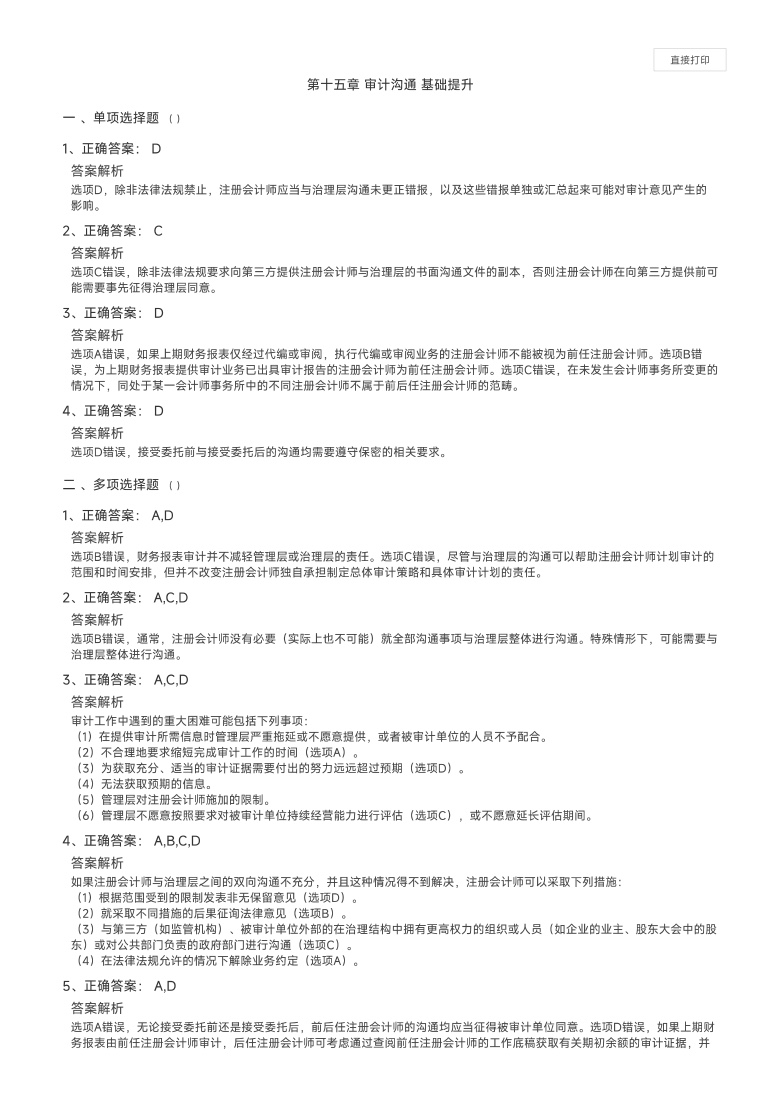 直接打印
第十五章 审计沟通 基础提升
一 、单项选择题 （ ）
1、正确答案： D
答案解析
选项D，除非法律法规禁止，注册会计师应当与治理层沟通未更正错报，以及这些错报单独或汇总起来可能对审计意见产生的
影响。
2、正确答案： C
答案解析
选项C错误，除非法律法规要求向第三方提供注册会计师与治理层的书面沟通文件的副本，否则注册会计师在向第三方提供前可
能需要事先征得治理层同意。
3、正确答案： D
答案解析
选项A错误，如果上期财务报表仅经过代编或审阅，执行代编或审阅业务的注册会计师不能被视为前任注册会计师。选项B错
误，为上期财务报表提供审计业务已出具审计报告的注册会计师为前任注册会计师。选项C错误，在未发生会计师事务所变更的
情况下，同处于某一会计师事务所中的不同注册会计师不属于前后任注册会计师的范畴。
4、正确答案： D
答案解析
选项D错误，接受委托前与接受委托后的沟通均需要遵守保密的相关要求。
二 、多项选择题 （ ）
1、正确答案： A,D
答案解析
选项B错误，财务报表审计并不减轻管理层或治理层的责任。选项C错误，尽管与治理层的沟通可以帮助注册会计师计划审计的
范围和时间安排，但并不改变注册会计师独自承担制定总体审计策略和具体审计计划的责任。
2、正确答案： A,C,D
答案解析
选项B错误，通常，注册会计师没有必要（实际上也不可能）就全部沟通事项与治理层整体进行沟通。特殊情形下，可能需要与
治理层整体进行沟通。
3、正确答案： A,C,D
答案解析
审计工作中遇到的重大困难可能包括下列事项：
（1）在提供审计所需信息时管理层严重拖延或不愿意提供，或者被审计单位的人员不予配合。
（2）不合理地要求缩短完成审计工作的时间（选项A）。
（3）为获取充分、适当的审计证据需要付出的努力远远超过预期（选项D）。
（4）无法获取预期的信息。
（5）管理层对注册会计师施加的限制。
（6）管理层不愿意按照要求对被审计单位持续经营能力进行评估（选项C），或不愿意延长评估期间。
4、正确答案： A,B,C,D
答案解析
如果注册会计师与治理层之间的双向沟通不充分，并且这种情况得不到解决，注册会计师可以采取下列措施：
（1）根据范围受到的限制发表非无保留意见（选项D）。
（2）就采取不同措施的后果征询法律意见（选项B）。
（3）与第三方（如监管机构）、被审计单位外部的在治理结构中拥有更高权力的组织或人员（如企业的业主、股东大会中的股
东）或对公共部门负责的政府部门进行沟通（选项C）。
（4）在法律法规允许的情况下解除业务约定（选项A）。
5、正确答案： A,D
答案解析
选项A错误，无论接受委托前还是接受委托后，前后任注册会计师的沟通均应当征得被审计单位同意。选项D错误，如果上期财
务报表由前任注册会计师审计，后任注册会计师可考虑通过查阅前任注册会计师的工作底稿获取有关期初余额的审计证据，并